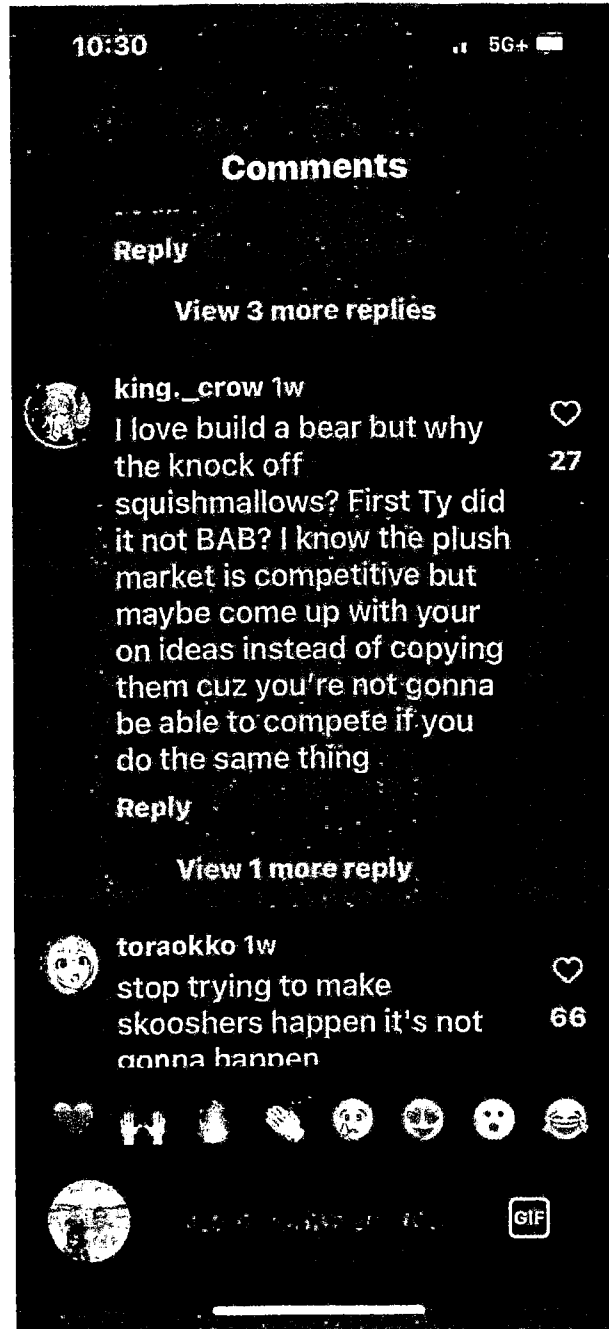 10:30
5G+
Comments
Reply
View 3 more replies
king._crow 1w
I love build a bear but why
the knock off
27
squishmallows? First Ty did
it not BAB? I know the plush
market is competitive but
maybe come up with your
on ideas instead of copying
them cuz you're not gonna
be able to compete if you
do the same thing
Reply
View 1 more reply
toraokko 1w
stop trying to make
skooshers happen it's not
66
gonna happen
GIF